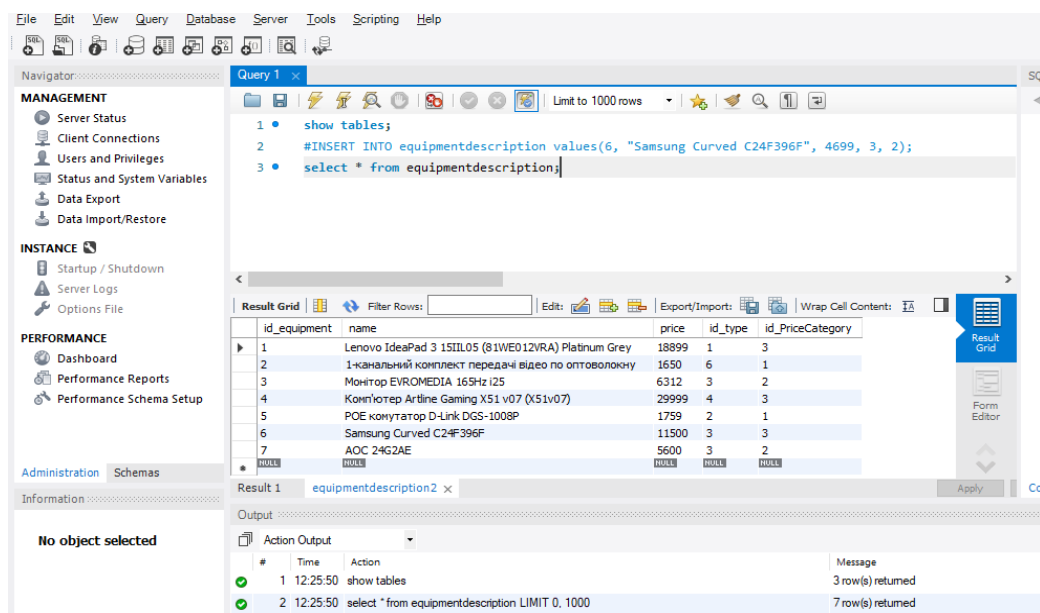 File Edit View Query Database Server Tools Scripting Help
Navigator
Query 1
SQ
MANAGEMENT
Server Status
Client Connections
Users and Privileges
Status and System Variables
Data Export
Data Import/Restore
INSTANCE
Startup / Shutdown
Server Logs
Options File
PERFORMANCE
Dashboard
Performance Reports
Performance Schema Setup
Administration Schemas
Information
No object selected
Limit to 1000 rows
1 show tables;
2 #INSERT INTO equipmentdescription values(6, "Samsung Curved C24F396F", 4699, 3, 2);
3 select * from equipmentdescription;
Result Grid Filter Rows: Edit: Export/Import: Wrap Cell Content:
id_equipment name price id_type id_PriceCategory
1 Lenovo IdeaPad 3 15IIL05 (81WE012VRA) Platinum Grey 18899 1 3
2 1-канальний комплект передачі відео по оптоволокну 1650 6 1
3 Монітор EVROMEDIA 165Hz i25 6312 3 2
4 Комп'ютер Artline Gaming X51 v07 (X51v07) 29999 4 3
5 POE комутатор D-Link DGS-1008P 1759 2 1
6 Samsung Curved C24F396F 11500 3 3
7 AOC 24G2AE 5600 3 2
NULL NULL NULL NULL NULL
Result Grid
Form Editor
Result 1 equipmentdescription2 Apply Co
Output
Action Output
# Time Action Message
1 12:25:50 show tables 3 row(s) returned
2 12:25:50 select * from equipmentdescription LIMIT 0, 1000 7 row(s) returned